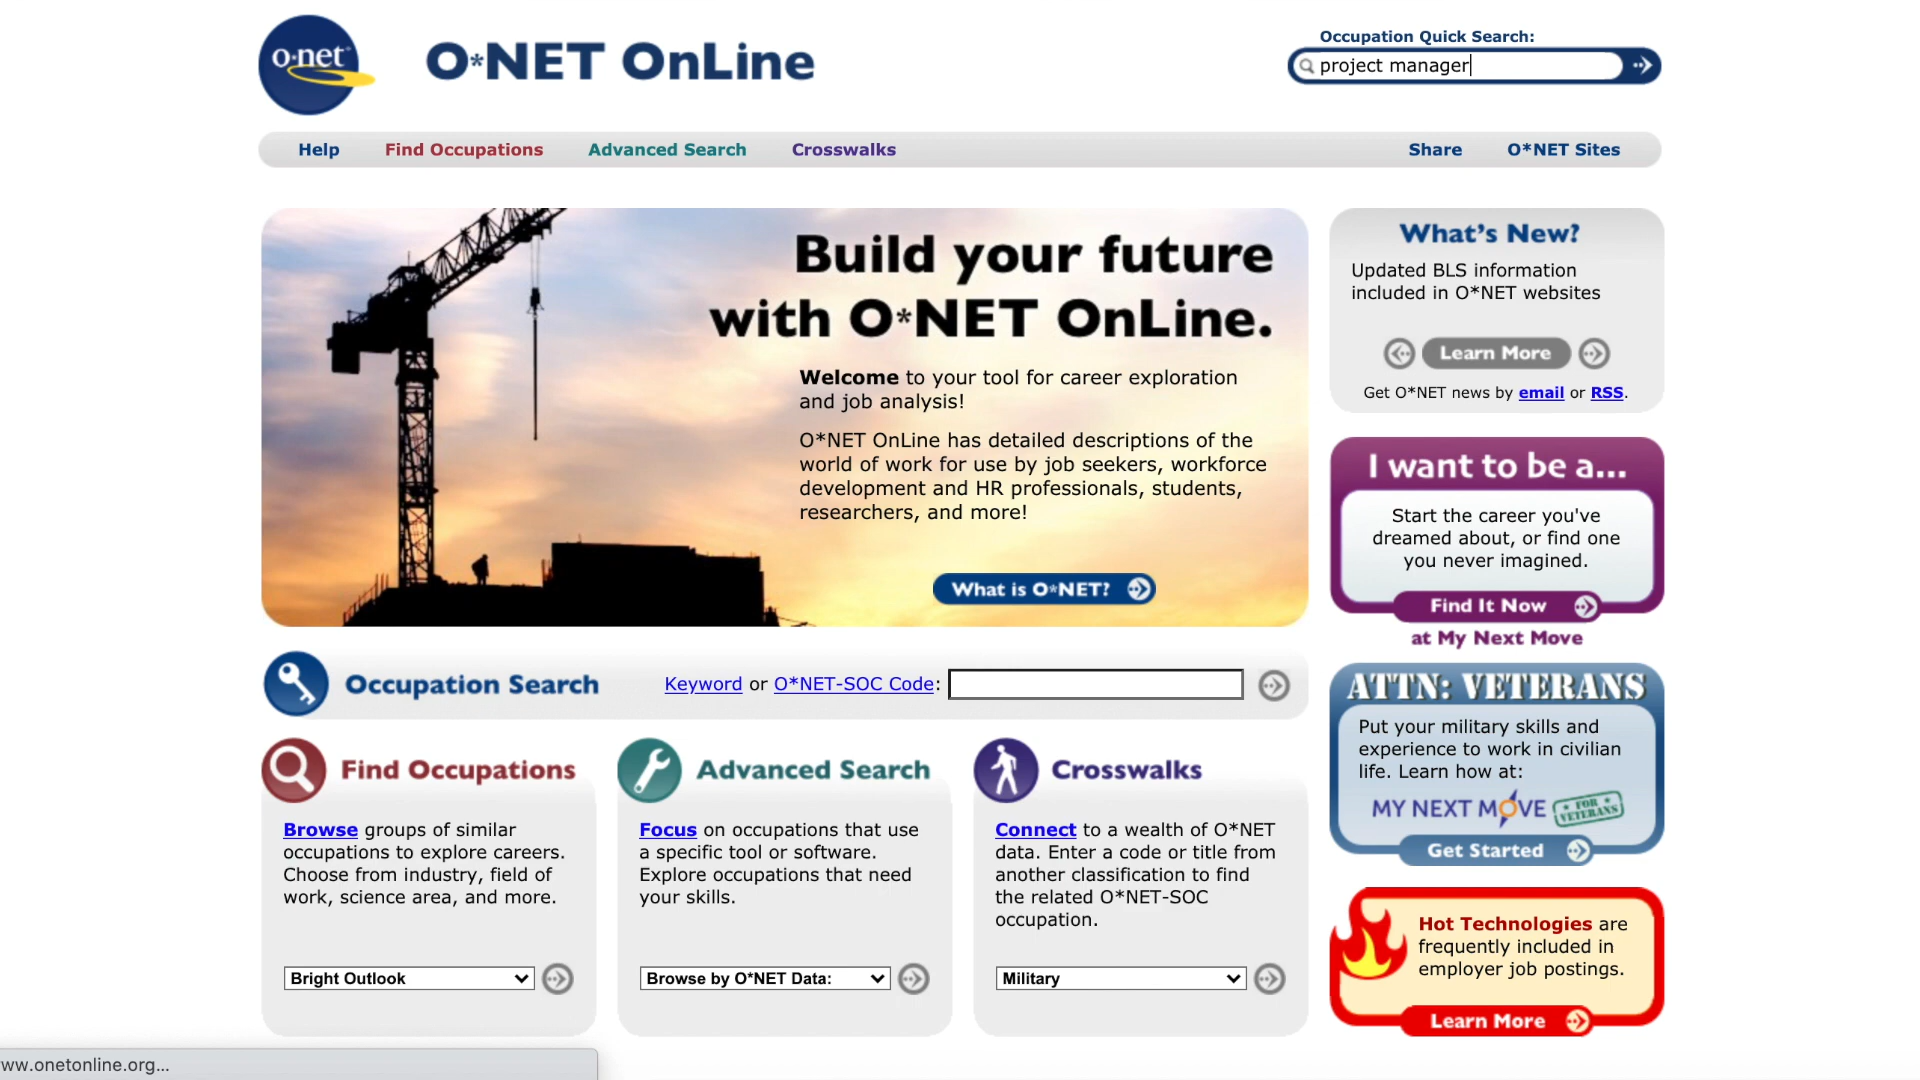 o·net
O*NET OnLine
Occupation Quick Search:
project manager
Help Find Occupations Advanced Search Crosswalks Share O*NET Sites
Build your future
with O*NET OnLine.
Welcome to your tool for career exploration
and job analysis!
O*NET OnLine has detailed descriptions of the
world of work for use by job seekers, workforce
development and HR professionals, students,
researchers, and more!
What is O*NET?
What's New?
Updated BLS information
included in O*NET websites
Learn More
Get O*NET news by email or RSS.
I want to be a...
Start the career you've
dreamed about, or find one
you never imagined.
Find It Now
at My Next Move
Occupation Search Keyword or O*NET-SOC Code:
Find Occupations
Browse groups of similar
occupations to explore careers.
Choose from industry, field of
work, science area, and more.
Bright Outlook
Advanced Search
Focus on occupations that use
a specific tool or software.
Explore occupations that need
your skills.
Browse by O*NET Data:
Crosswalks
Connect to a wealth of O*NET
data. Enter a code or title from
another classification to find
the related O*NET-SOC
occupation.
Military
ATTN: VETERANS
Put your military skills and
experience to work in civilian
life. Learn how at:
MY NEXT MOVE FOR VETERANS
Get Started
Hot Technologies are
frequently included in
employer job postings.
Learn More
ww.onetonline.org...